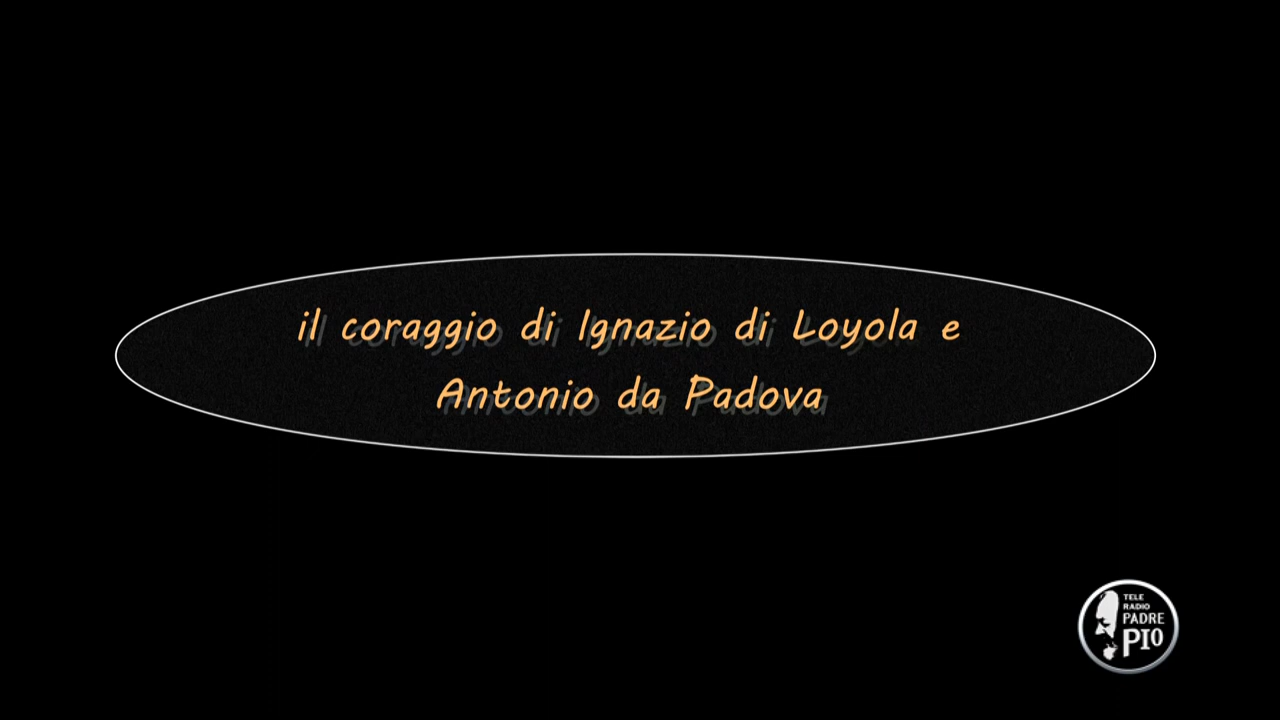 il coraggio di Ignazio di Loyola e
Antonio da Padova
TELE
RADIO
PADRE
PIO